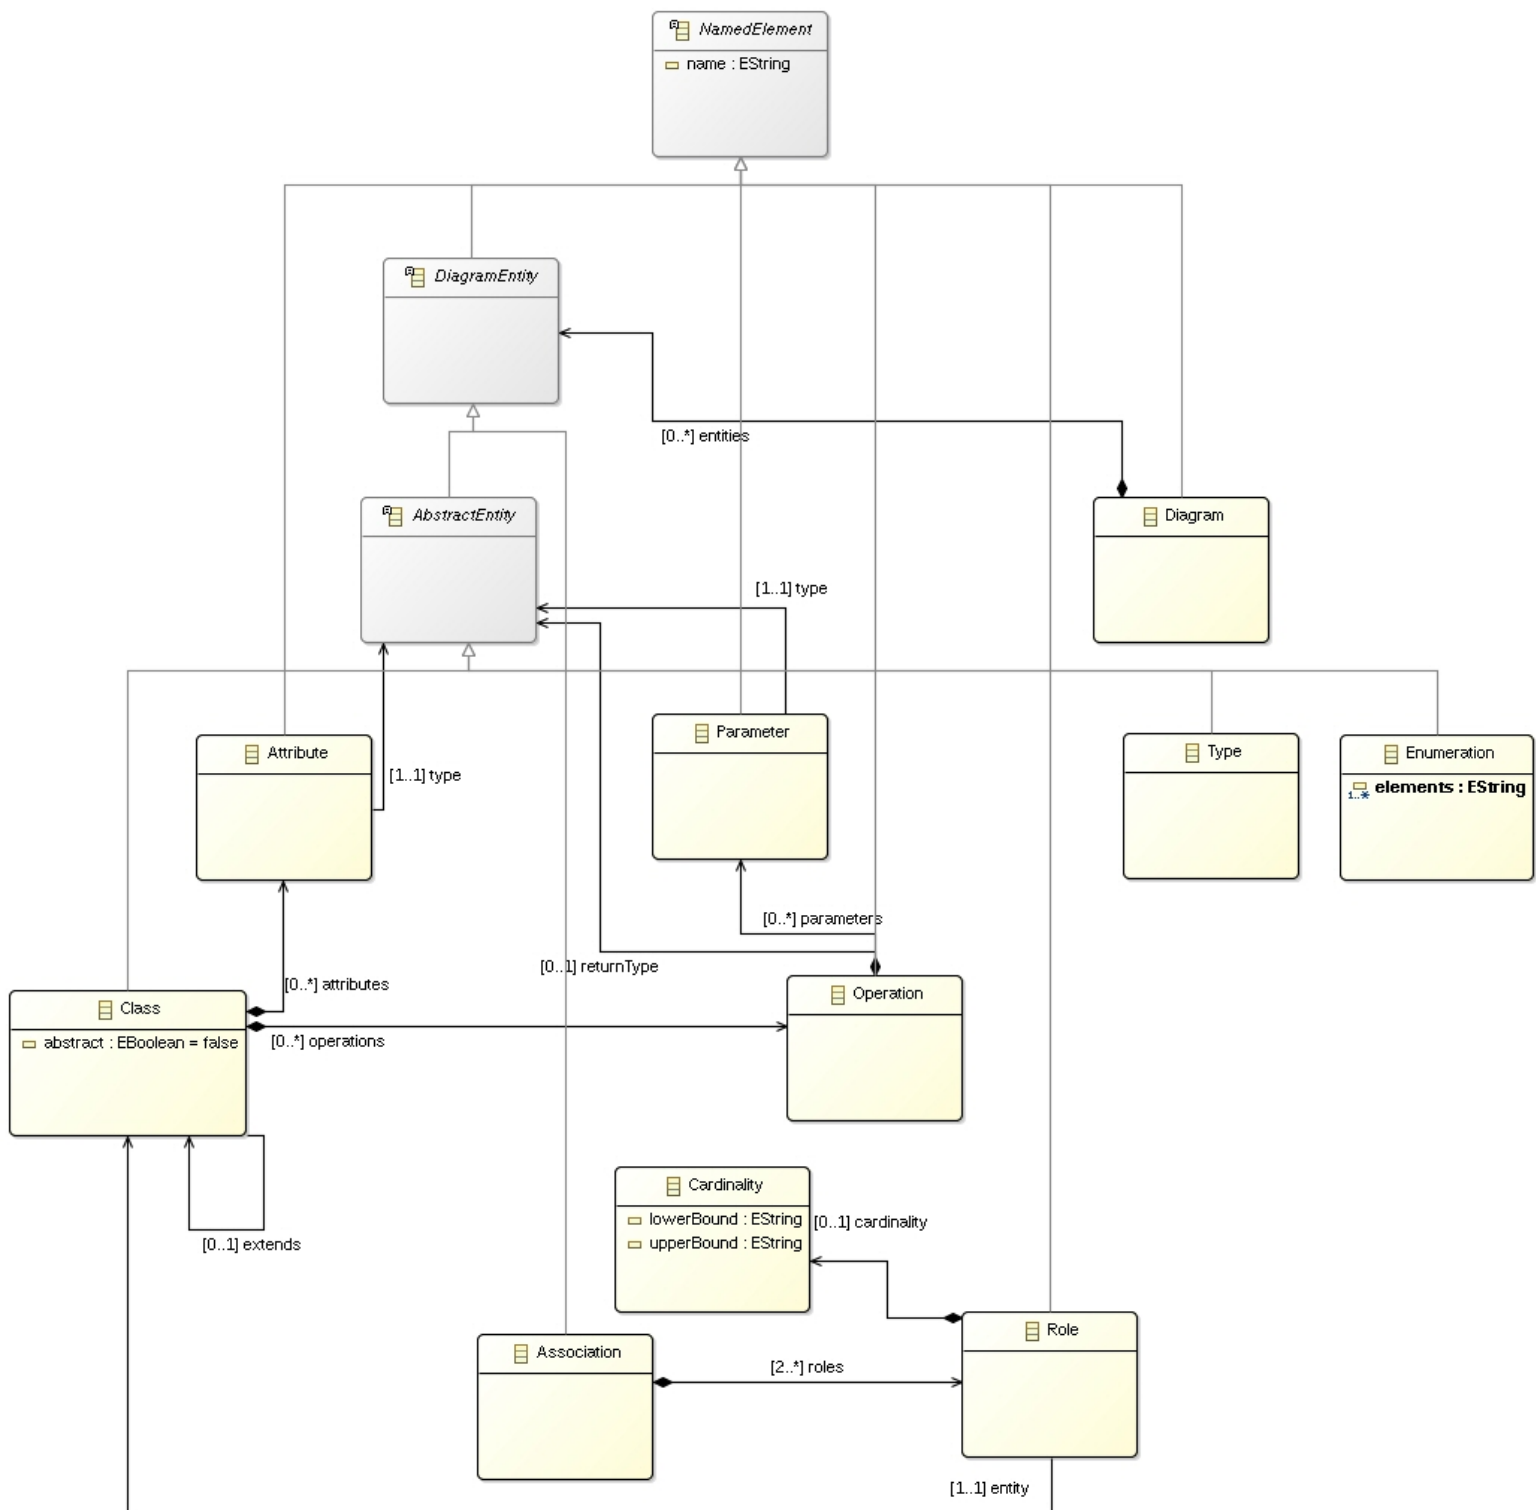 NamedElement
name : EString
DiagramEntity
[0..*] entities
AbstractEntity
Diagram
[1..1] type
Parameter
Type
Attribute
Enumeration
[1..1] type
1..* elements : EString
[0..*] parameters
[0..1] returnType
[0..*] attributes
Operation
Class
abstract : EBoolean = false
[0..*] operations
Cardinality
lowerBound : EString
[0..1] cardinality
upperBound : EString
[0..1] extends
Role
Association
[2..*] roles
[1..1] entity